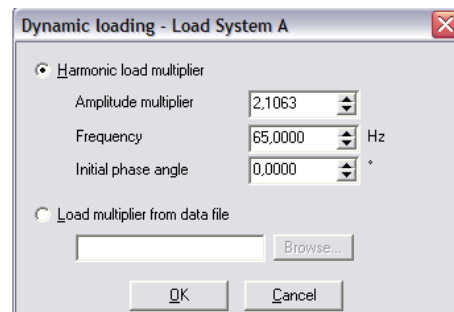 Dynamic loading - Load System A
Harmonic load multiplier
Amplitude multiplier 2,1063
Frequency 65,0000 Hz
Initial phase angle 0,0000 °
Load multiplier from data file
Browse...
OK Cancel